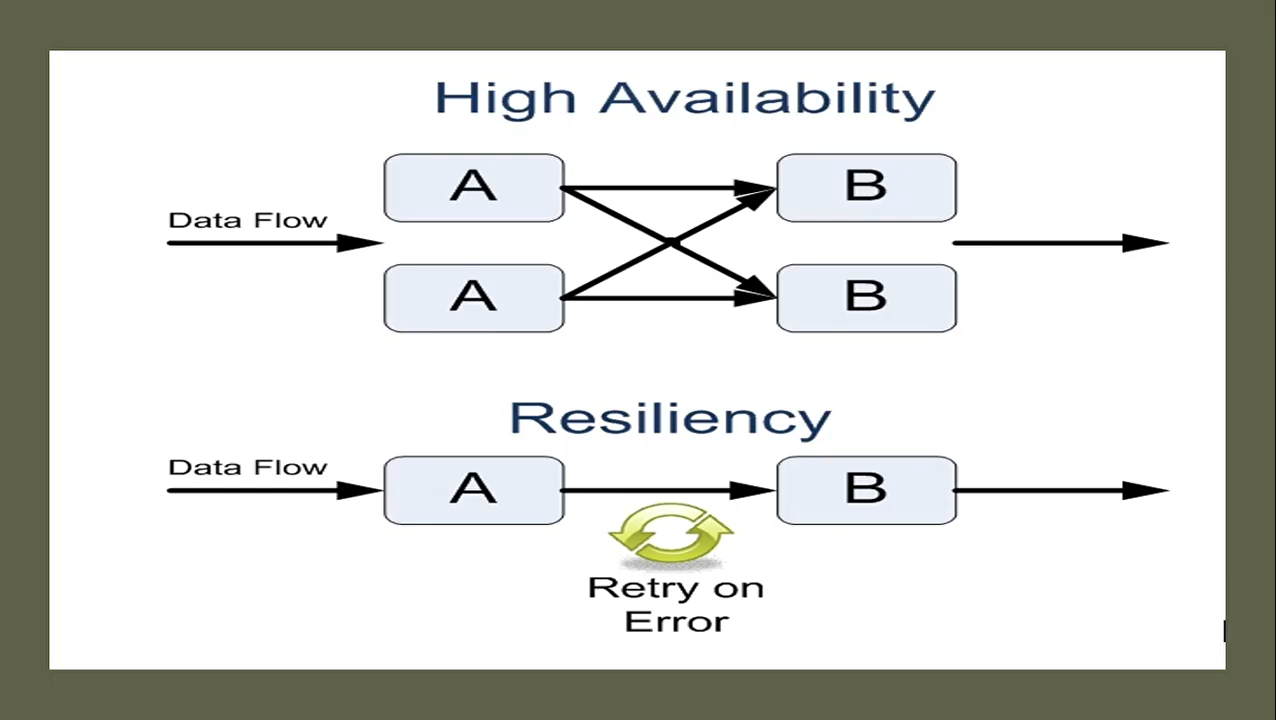 High Availability
A
B
Data Flow
A
B
Resiliency
Data Flow
A
B
Retry on
Error